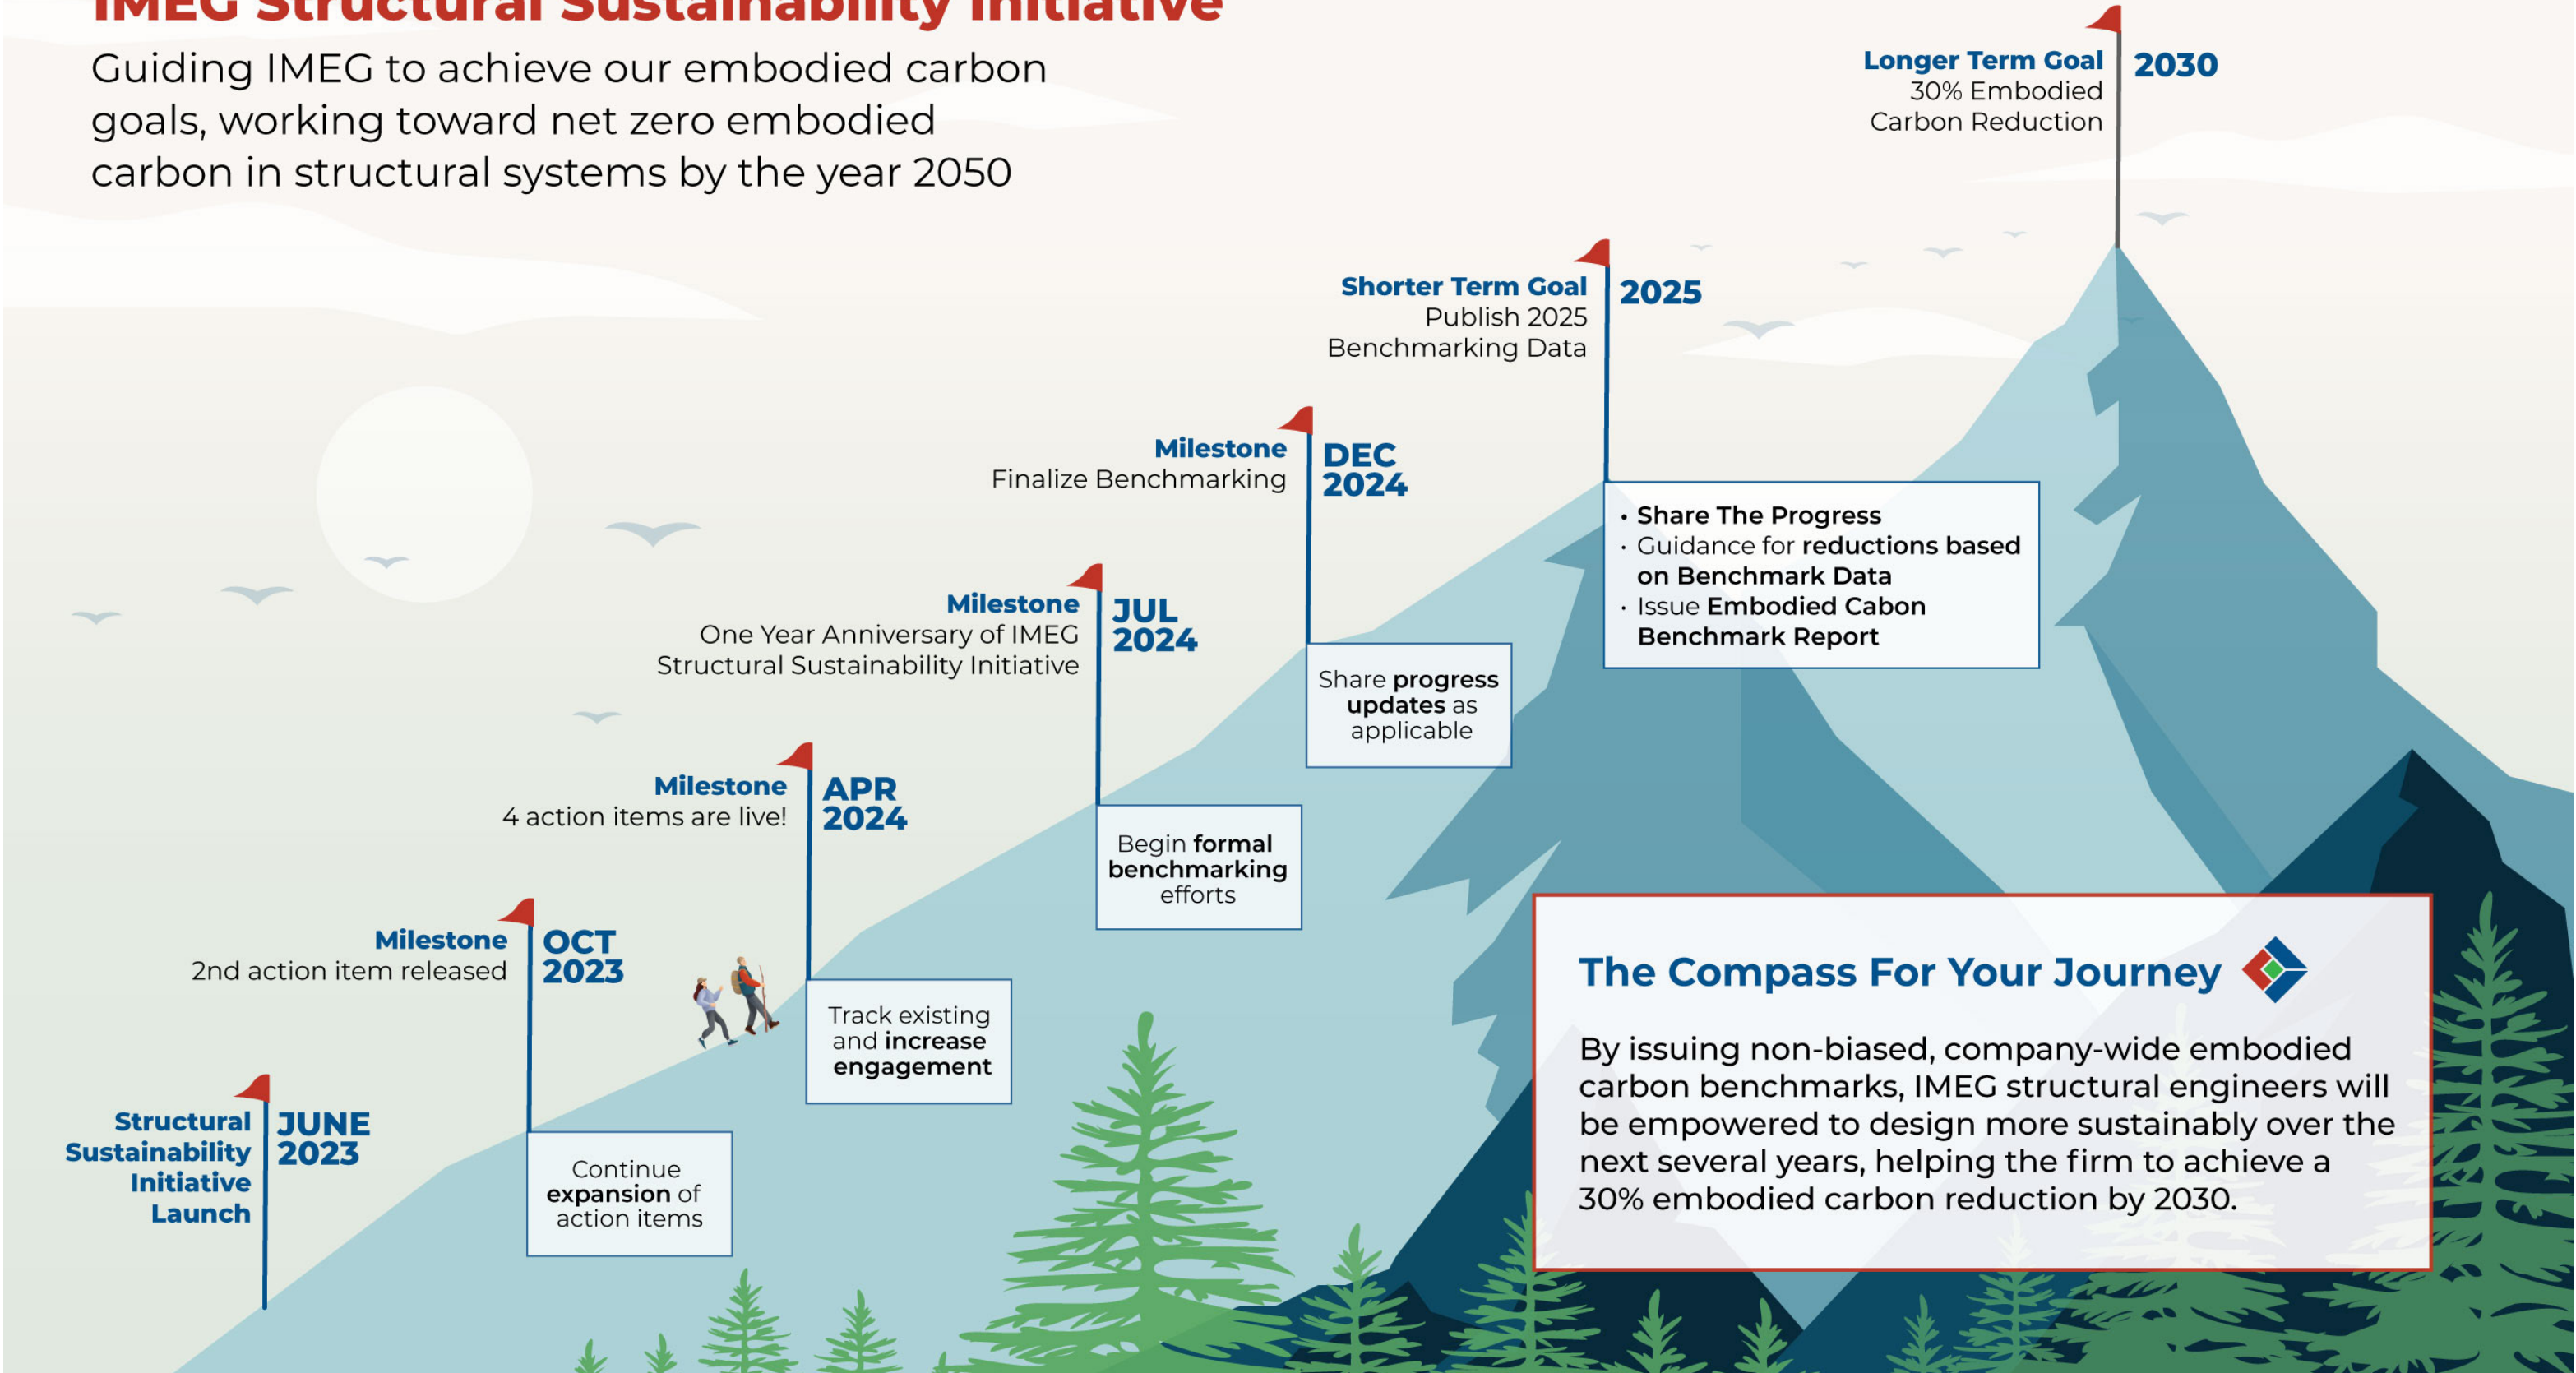 IMEG Structural Sustainability Initiative
Guiding IMEG to achieve our embodied carbon
goals, working toward net zero embodied
carbon in structural systems by the year 2050
Longer Term Goal
30% Embodied
Carbon Reduction
2030
Shorter Term Goal
Publish 2025
Benchmarking Data
2025
• Share The Progress
• Guidance for reductions based
on Benchmark Data
• Issue Embodied Cabon
Benchmark Report
Milestone
Finalize Benchmarking
DEC
2024
Share progress
updates as
applicable
Milestone
One Year Anniversary of IMEG
Structural Sustainability Initiative
JUL
2024
Begin formal
benchmarking
efforts
Milestone
4 action items are live!
APR
2024
Track existing
and increase
engagement
Milestone
2nd action item released
OCT
2023
Continue
expansion of
action items
Structural
Sustainability
Initiative
Launch
JUNE
2023
The Compass For Your Journey
By issuing non-biased, company-wide embodied
carbon benchmarks, IMEG structural engineers will
be empowered to design more sustainably over the
next several years, helping the firm to achieve a
30% embodied carbon reduction by 2030.